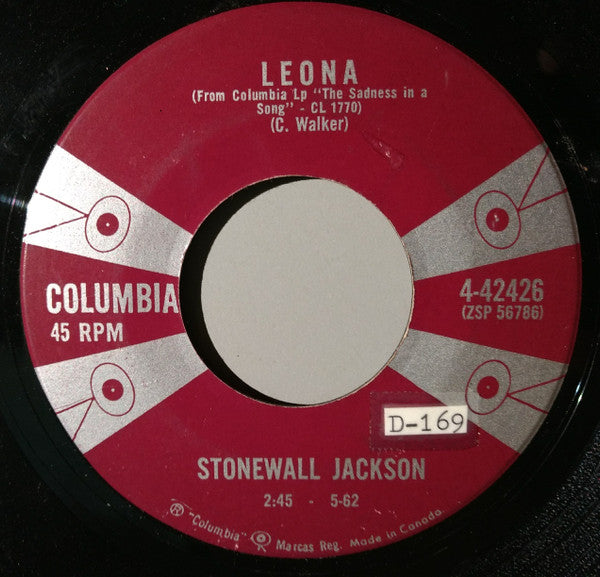 LEONA
(From Columbia Lp "The Sadness in a
Song" - CL 1770)
(C. Walker)
COLUMBIA
45 RPM
4-42426
(ZSP 56786)
D-169
STONEWALL JACKSON
2:45 - 5-62
® "Columbia" Marcas Reg. Made in Canada.